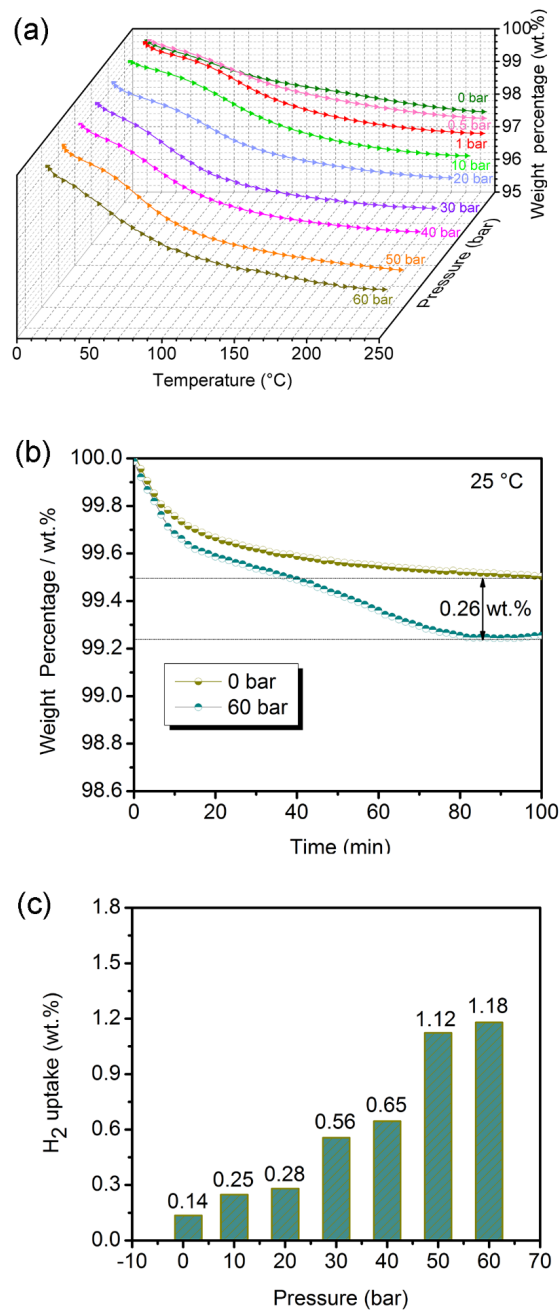 (a)
100
99
98
97
96
95
Weight percentage (wt.%)
0 bar
0.5 bar
1 bar
10 bar
20 bar
30 bar
40 bar
50 bar
60 bar
Pressure (bar)
0 50 100 150 200 250
Temperature (°C)
(b)
100.0
99.8
99.6
99.4
99.2
99.0
98.8
98.6
Weight Percentage / wt.%
25 °C
0.26 wt.%
0 bar
60 bar
0 20 40 60 80 100
Time (min)
(c)
1.8
1.5
1.2
0.9
0.6
0.3
0.0
H2 uptake (wt.%)
0.14 0.25 0.28 0.56 0.65 1.12 1.18
-10 0 10 20 30 40 50 60 70
Pressure (bar)